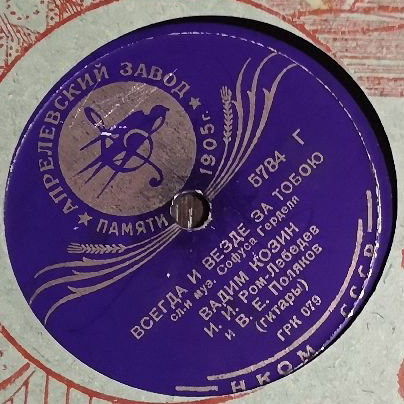 АПРЕЛЕВСКИЙ ЗАВОД
ПАМЯТИ 1905г.
5784 Г
ВСЕГДА И ВЕЗДЕ ЗА ТОБОЮ
сл. и муз. Софуса Герделя
ВАДИМ КОЗИН
И. И. Ром-Лебедев
и В. Е. Поляков
(гитары)
ГРК 079
НКОМ СССР